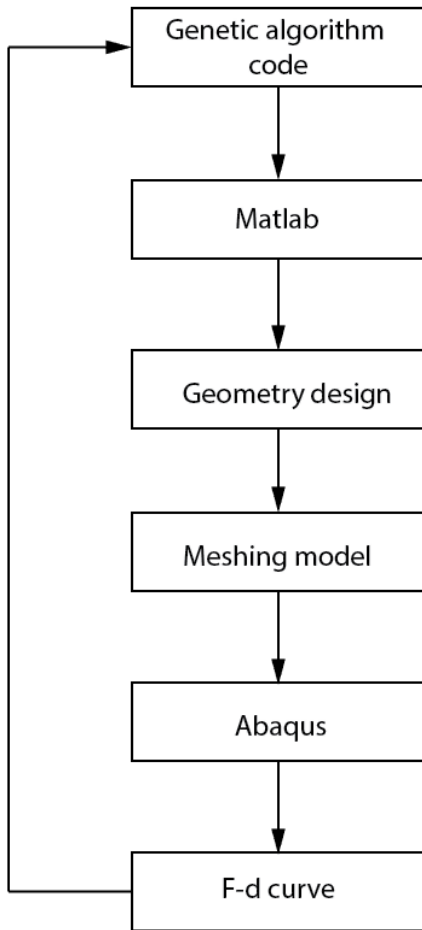 Genetic algorithm
code
Matlab
Geometry design
Meshing model
Abaqus
F-d curve